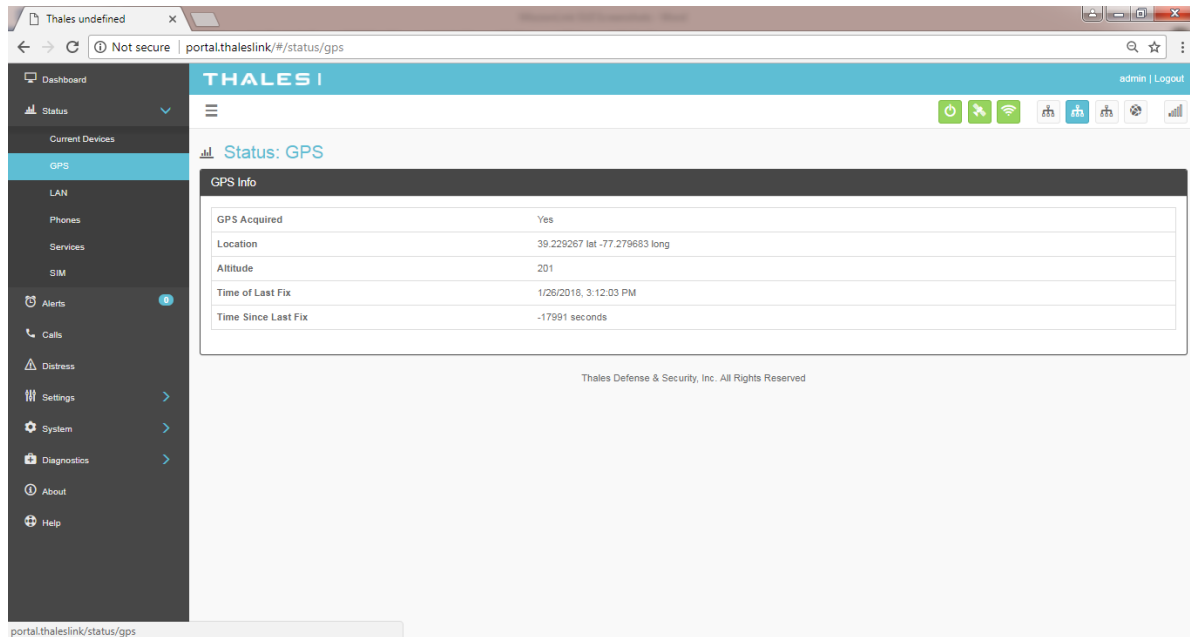 Thales undefined
Not secure | portal.thaleslink/#/status/gps
Dashboard
THALES
admin | Logout
Status
Current Devices
Status: GPS
GPS
GPS Info
LAN
Phones
GPS Acquired Yes
Services
Location 39.229267 lat -77.279683 long
SIM
Altitude 201
Time of Last Fix 1/26/2018, 3:12:03 PM
Alerts 0
Time Since Last Fix -17991 seconds
Calls
Distress
Thales Defense & Security, Inc. All Rights Reserved
Settings
System
Diagnostics
About
Help
portal.thaleslink/status/gps